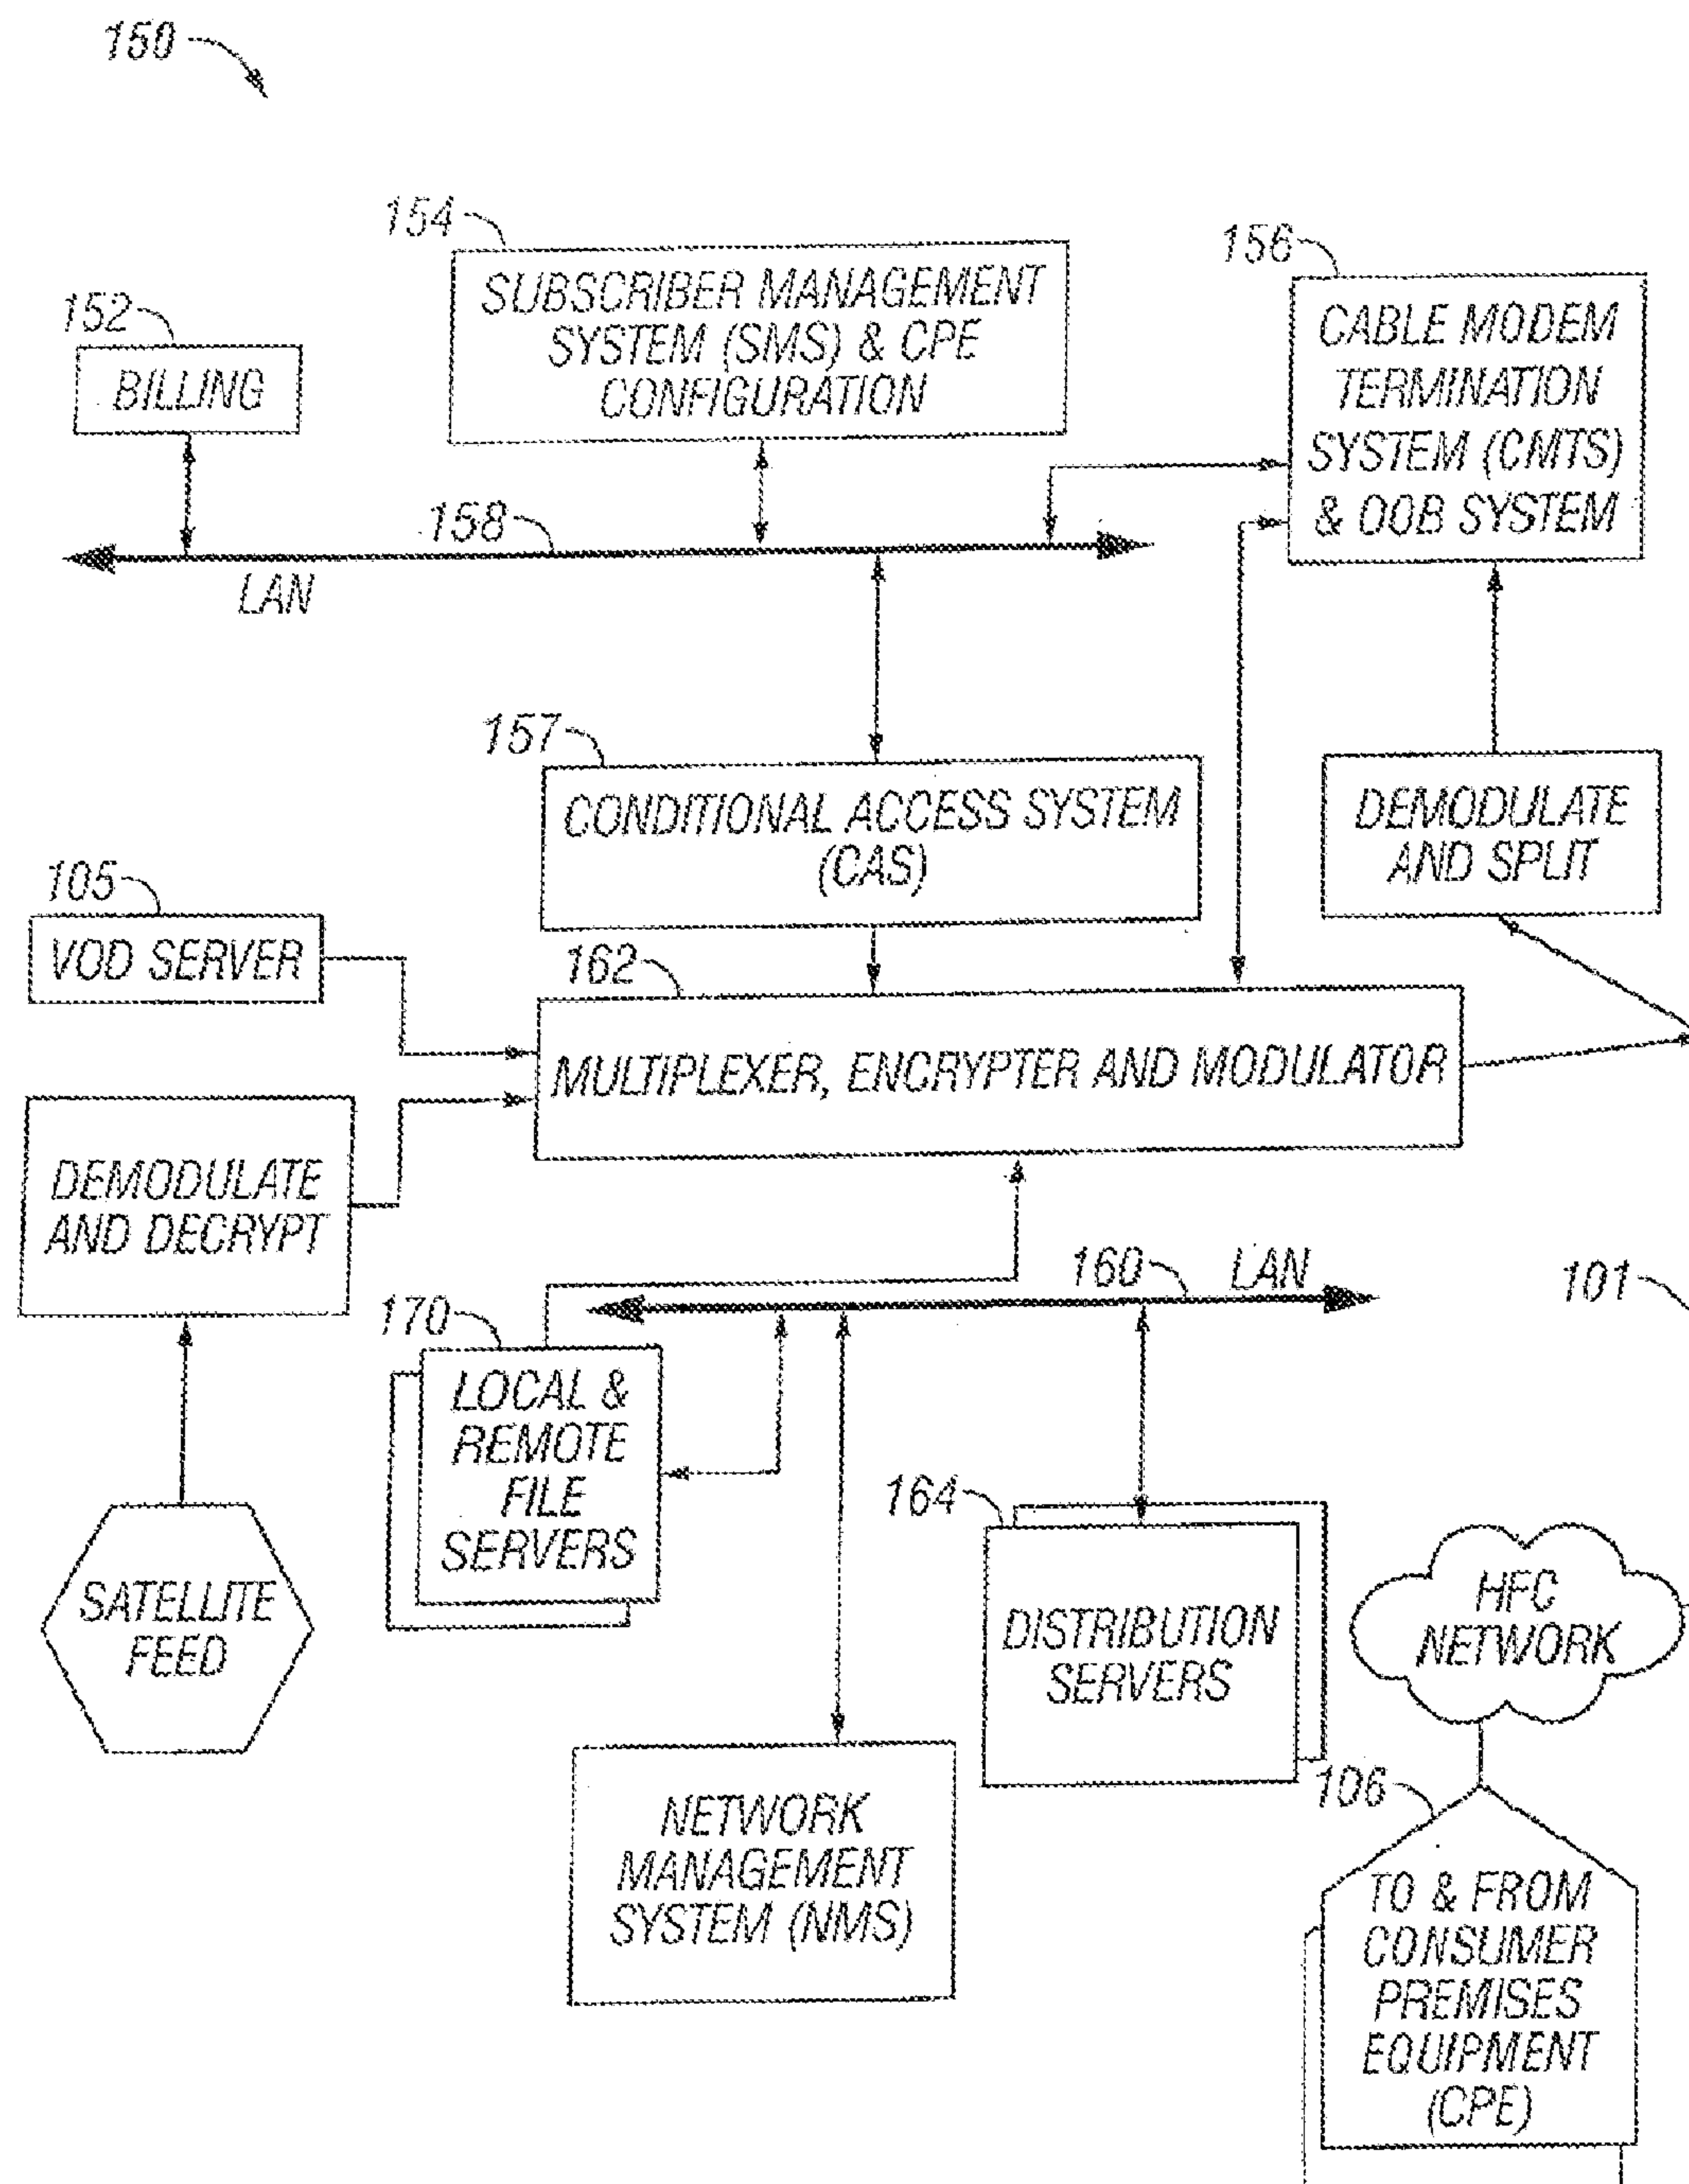 150
154
SUBSCRIBER MANAGEMENT
SYSTEM (SMS) & CPE
CONFIGURATION
156
CABLE MODEM
TERMINATION
SYSTEM (CMTS)
& OOB SYSTEM
152
BILLING
158
LAN
157
CONDITIONAL ACCESS SYSTEM
(CAS)
DEMODULATE
AND SPLIT
105
VOD SERVER
162
MULTIPLEXER, ENCRYPTER AND MODULATOR
DEMODULATE
AND DECRYPT
160
LAN
101
170
LOCAL &
REMOTE
FILE
SERVERS
164
DISTRIBUTION
SERVERS
SATELLITE
FEED
HFC
NETWORK
NETWORK
MANAGEMENT
SYSTEM (NMS)
106
TO & FROM
CONSUMER
PREMISES
EQUIPMENT
(CPE)